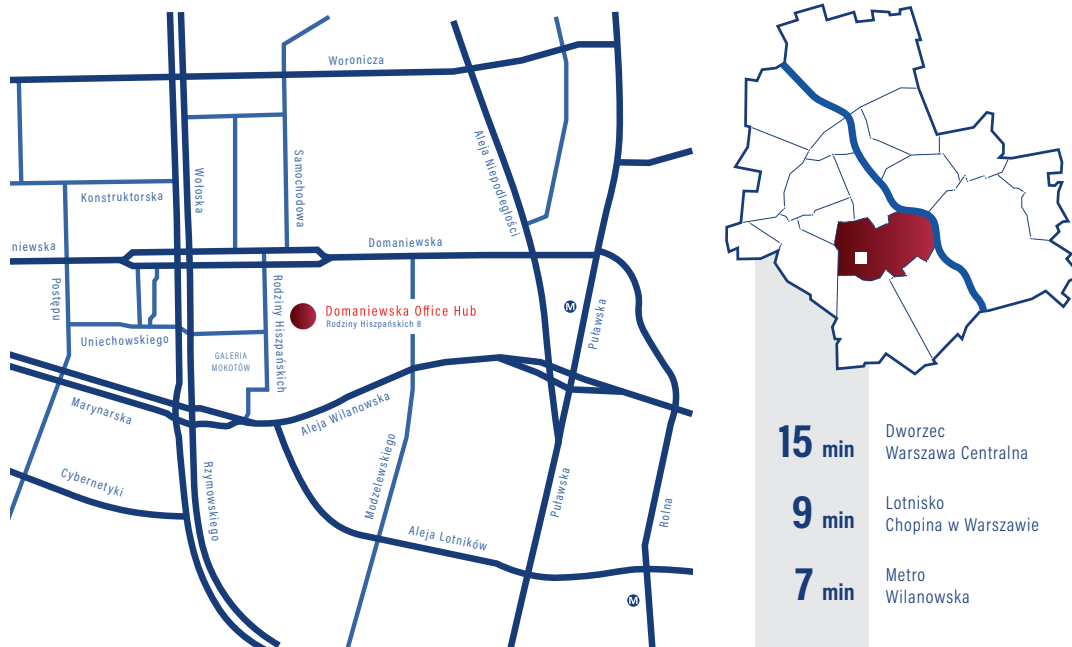 Woronicza
Aleja Niepodległości
Samochodowa
Wołoska
Konstruktorska
niewska
Domaniewska
Postępu
Rodziny Hiszpańskich
Domaniewska Office Hub
Rodziny Hiszpańskich 8
M
Puławska
Uniechowskiego
GALERIA
MOKOTÓW
Marynarska
Aleja Wilanowska
Cybernetyki
Rzymowskiego
Modzelewskiego
Puławska
Rolna
Aleja Lotników
M
15 min
Dworzec
Warszawa Centralna
9 min
Lotnisko
Chopina w Warszawie
7 min
Metro
Wilanowska